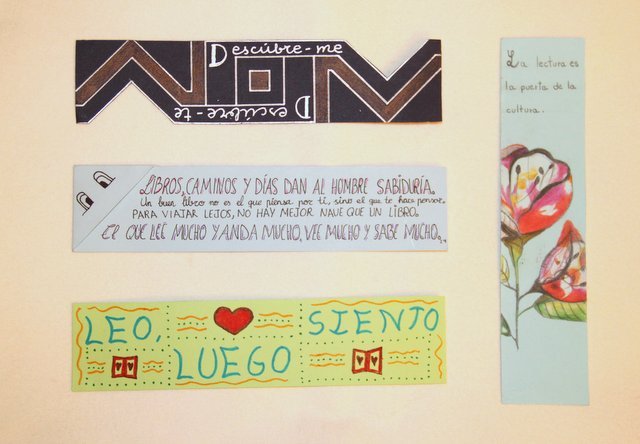 Descúbre-me
Descúbre-te
LIBROS, CAMINOS Y DÍAS DAN AL HOMBRE SABIDURÍA.
Un buen libro no es el que piensa por ti, sino el que te hace pensar.
PARA VIAJAR LEJOS, NO HAY MEJOR NAVE QUE UN LIBRO.
EL QUE LEE MUCHO Y ANDA MUCHO, VEE MUCHO Y SABE MUCHO.
LEO,
LUEGO
SIENTO
La lectura es
la puerta de la
cultura.